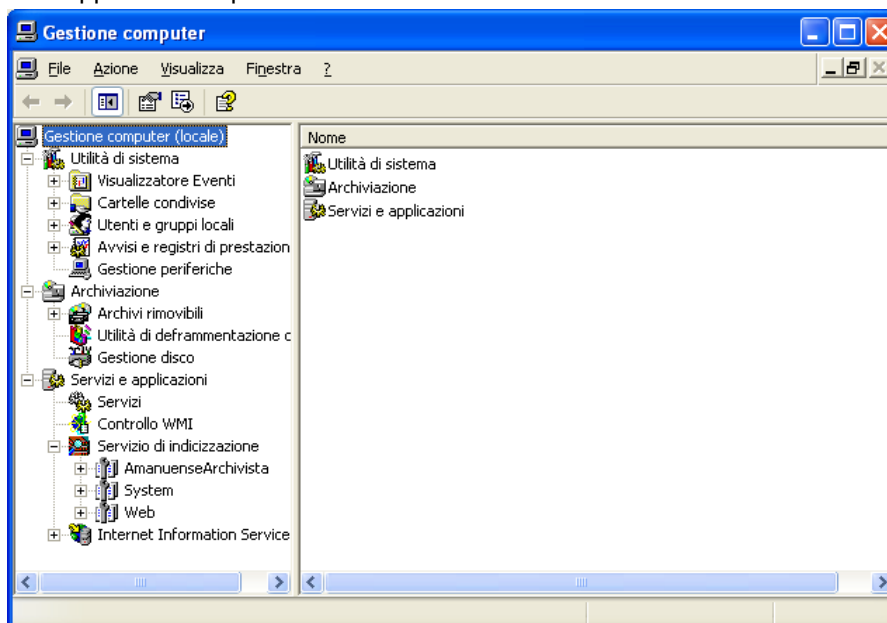 Gestione computer
File Azione Visualizza Finestra ?
Gestione computer (locale)
Utilità di sistema
Visualizzatore Eventi
Cartelle condivise
Utenti e gruppi locali
Avvisi e registri di prestazion
Gestione periferiche
Archiviazione
Archivi rimovibili
Utilità di deframmentazione
Gestione disco
Servizi e applicazioni
Servizi
Controllo WMI
Servizio di indicizzazione
AmanuenseArchivista
System
Web
Internet Information Service
Nome
Utilità di sistema
Archiviazione
Servizi e applicazioni